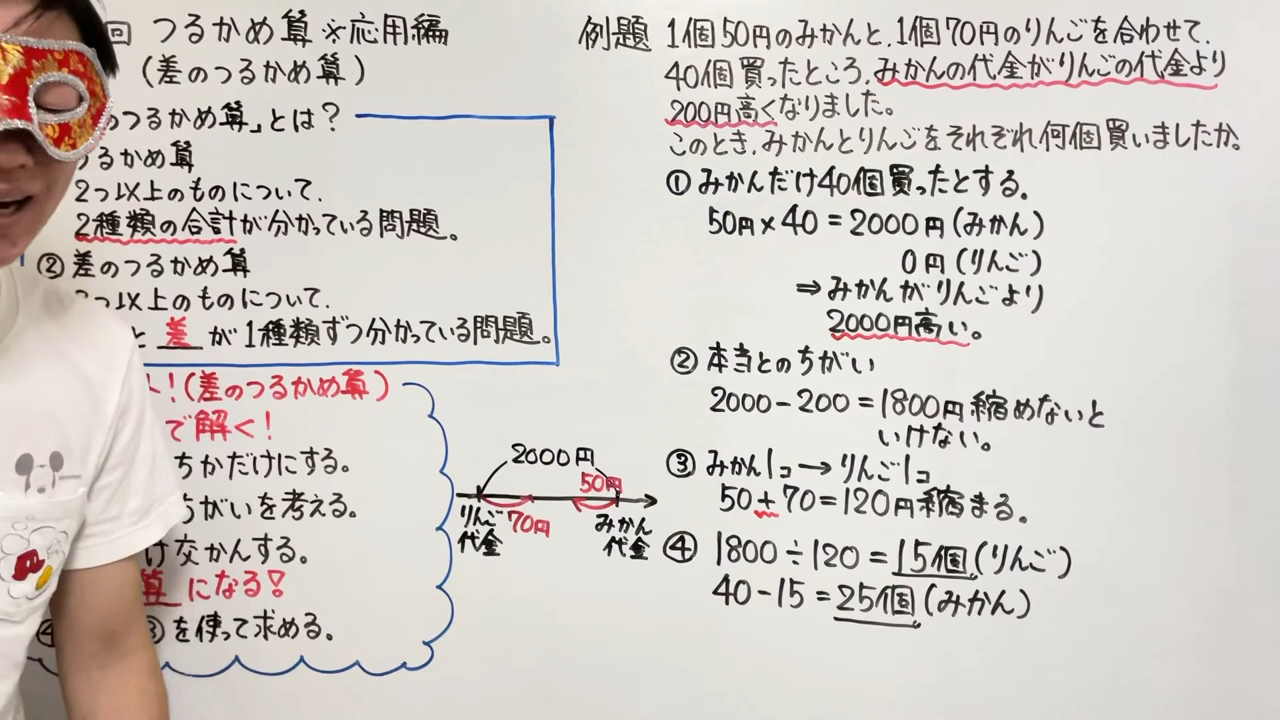 回 つるかめ算 ※応用編
(差のつるかめ算)
のつるかめ算」とは?
つるかめ算
2つ以上のものについて、
2種類の合計が分かっている問題。
② 差のつるかめ算
2つ以上のものについて、
と 差 が1種類ずつ分かっている問題。
ト!(差のつるかめ算)
で解く!
ちかだけにする。
ちがいを考える。
け交かんする。
算 になる!
④ ③を使って求める。
2000円
50円
70円
りんご代金
みかん代金
例題 1個50円のみかんと、1個70円のりんごを合わせて、
40個買ったところ、みかんの代金がりんごの代金より
200円高くなりました。
このとき、みかんとりんごをそれぞれ何個買いましたか。
① みかんだけ40個買ったとする。
50円×40=2000円(みかん)
0円(りんご)
⇒みかんがりんごより
2000円高い。
② 本当とのちがい
2000-200=1800円縮めないと
いけない。
③ みかん1コ→りんご1コ
50+70=120円縮まる。
④ 1800÷120=15個(りんご)
40-15=25個(みかん)